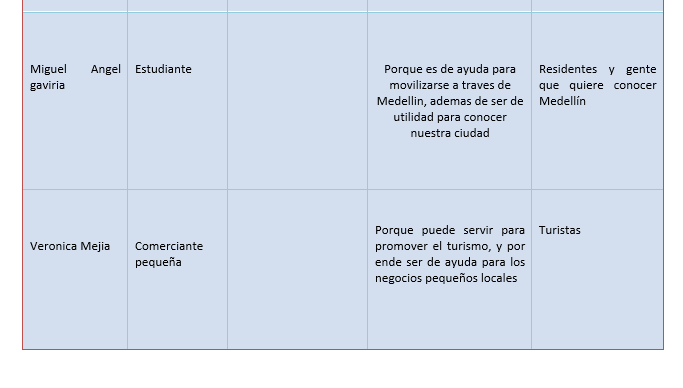 Miguel Angel
gaviria
Estudiante
Porque es de ayuda para
movilizarse a traves de
Medellin, ademas de ser de
utilidad para conocer
nuestra ciudad
Residentes y gente
que quiere conocer
Medellín
Veronica Mejia
Comerciante
pequeña
Porque puede servir para
promover el turismo, y por
ende ser de ayuda para los
negocios pequeños locales
Turistas